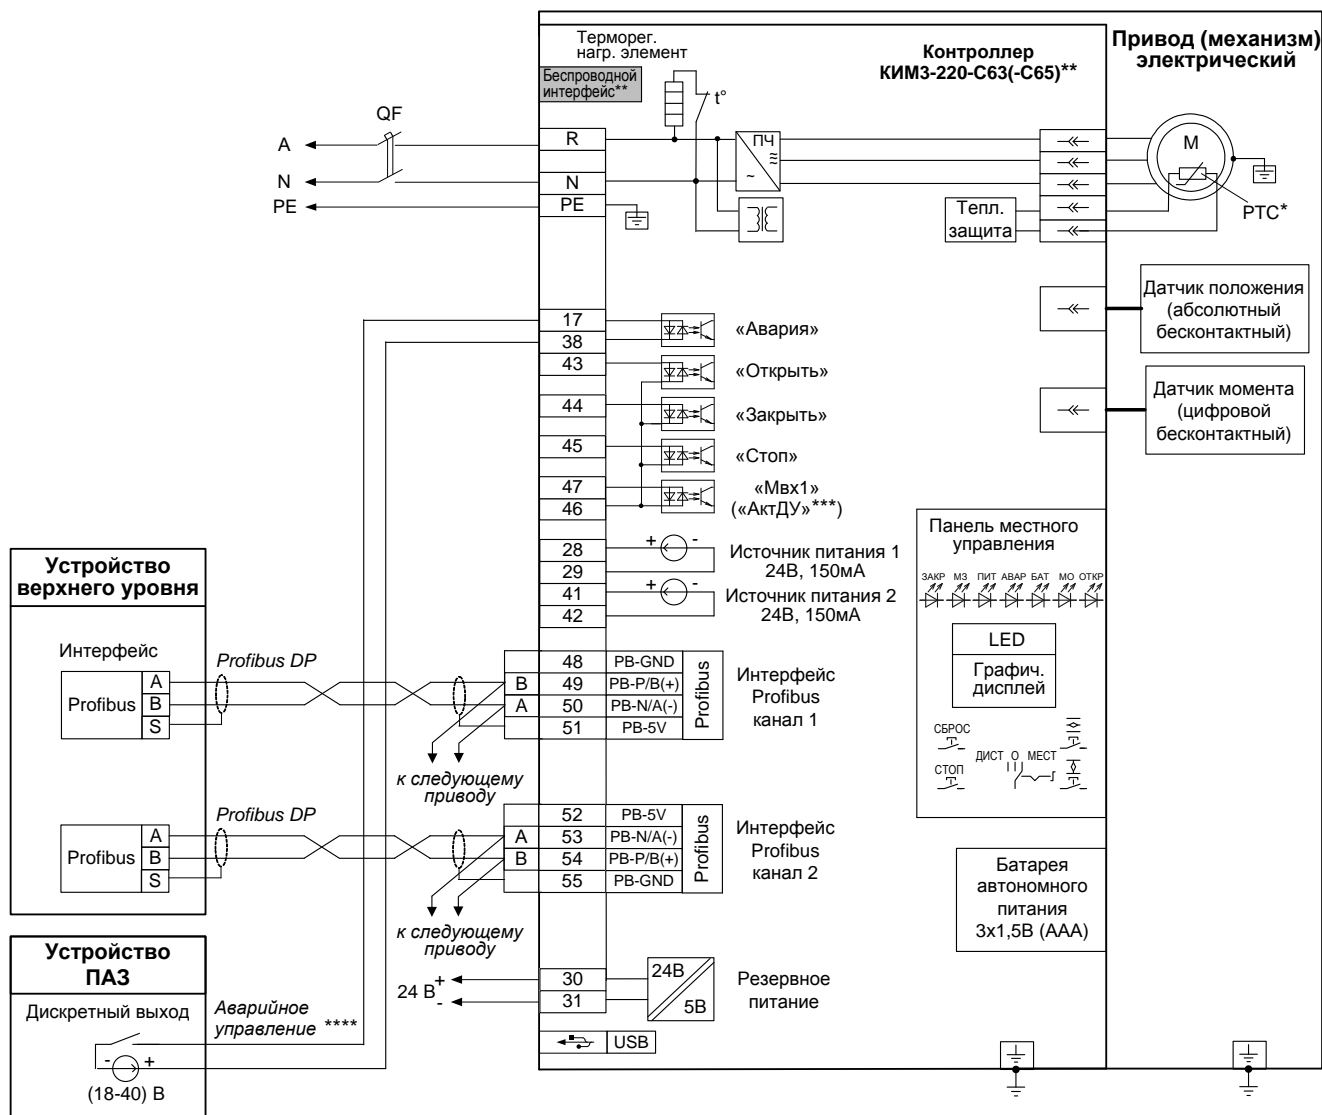 Терморег.
нагр. элемент
Беспроводной
интерфейс**
Контроллер
КИМ3-220-С63(-С65)**
Привод (механизм)
электрический
QF
t°
A
N
PE
R
N
PE
ПЧ
~
M
PTC*
Тепл.
защита
Датчик положения
(абсолютный
бесконтактный)
Датчик момента
(цифровой
бесконтактный)
17
38
«Авария»
43
«Открыть»
44
«Закрыть»
45
«Стоп»
47
46
«Мвх1»
(«АктДУ»***)
28
29
+ -
Источник питания 1
24В, 150мА
41
42
+ -
Источник питания 2
24В, 150мА
Панель местного
управления
ЗАКР МЗ ПИТ АВАР БАТ МО ОТКР
LED
Графич.
дисплей
СБРОС
СТОП
ДИСТ О МЕСТ
Устройство
верхнего уровня
Интерфейс
Profibus
A
B
S
Profibus DP
48 PB-GND
B 49 PB-P/B(+)
A 50 PB-N/A(-)
51 PB-5V
Profibus
Интерфейс
Profibus
канал 1
к следующему
приводу
Profibus
A
B
S
Profibus DP
52 PB-5V
A 53 PB-N/A(-)
B 54 PB-P/B(+)
55 PB-GND
Profibus
Интерфейс
Profibus
канал 2
к следующему
приводу
Батарея
автономного
питания
3х1,5В (ААА)
Устройство
ПАЗ
Дискретный выход
- +
(18-40) В
Аварийное
управление ****
24 В
+
-
30
31
24В
5В
Резервное
питание
USB